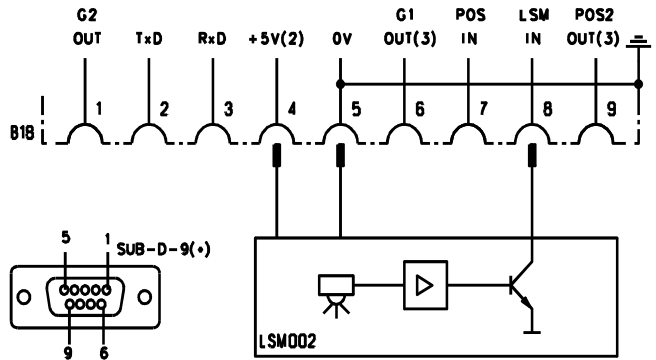 G2 G1 POS LSM POS2
OUT TxD RxD +5V(2) 0V OUT(3) IN IN OUT(3)
1 2 3 4 5 6 7 8 9
B18
5 1 SUB-D-9(•)
9 6
LSM002